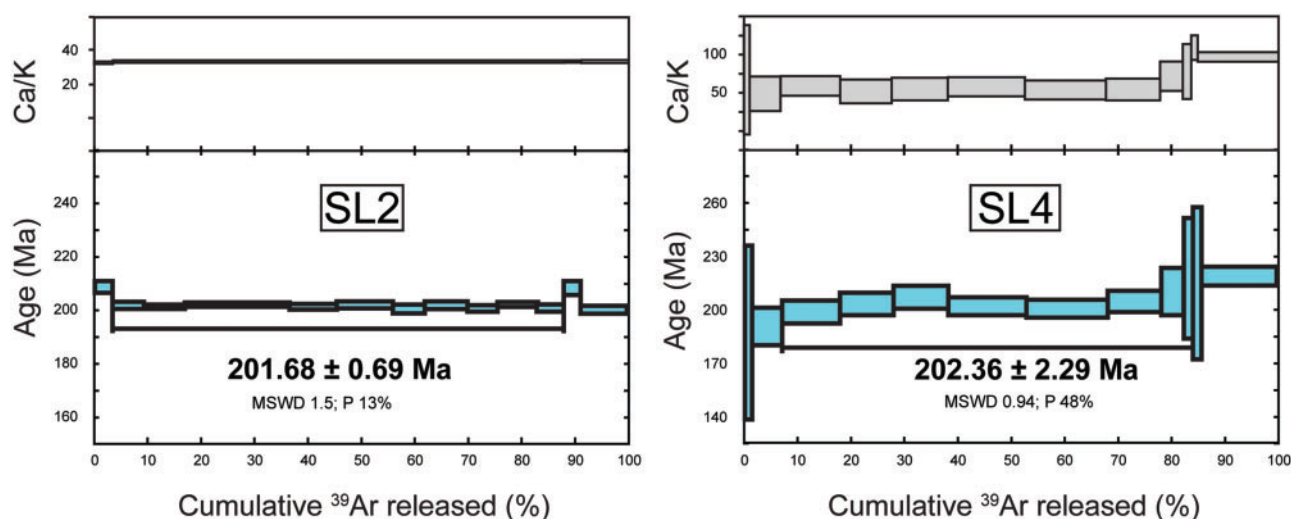 Ca/K
40
20
Age (Ma)
240
220
200
180
160
SL2
201.68 ± 0.69 Ma
MSWD 1.5; P 13%
0 10 20 30 40 50 60 70 80 90 100
Cumulative ³⁹Ar released (%)
Ca/K
100
50
Age (Ma)
260
230
200
170
140
SL4
202.36 ± 2.29 Ma
MSWD 0.94; P 48%
0 10 20 30 40 50 60 70 80 90 100
Cumulative ³⁹Ar released (%)